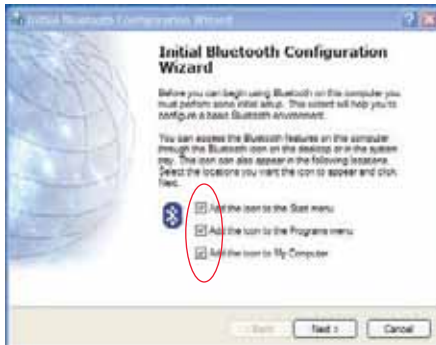 Initial Bluetooth Configuration Wizard
Initial Bluetooth Configuration
Wizard
Before you can begin using Bluetooth on this computer you
must perform some initial setup. This wizard will help you to
configure a basic Bluetooth environment.
You can access the Bluetooth features on this computer
through the Bluetooth icon on the desktop or in the system
tray. This icon can also appear in the following locations.
Select the locations you want the icon to appear and click
Next.
Add the icon to the Start menu
Add the icon to the Programs menu
Add the icon to My Computer
< Back
Next >
Cancel